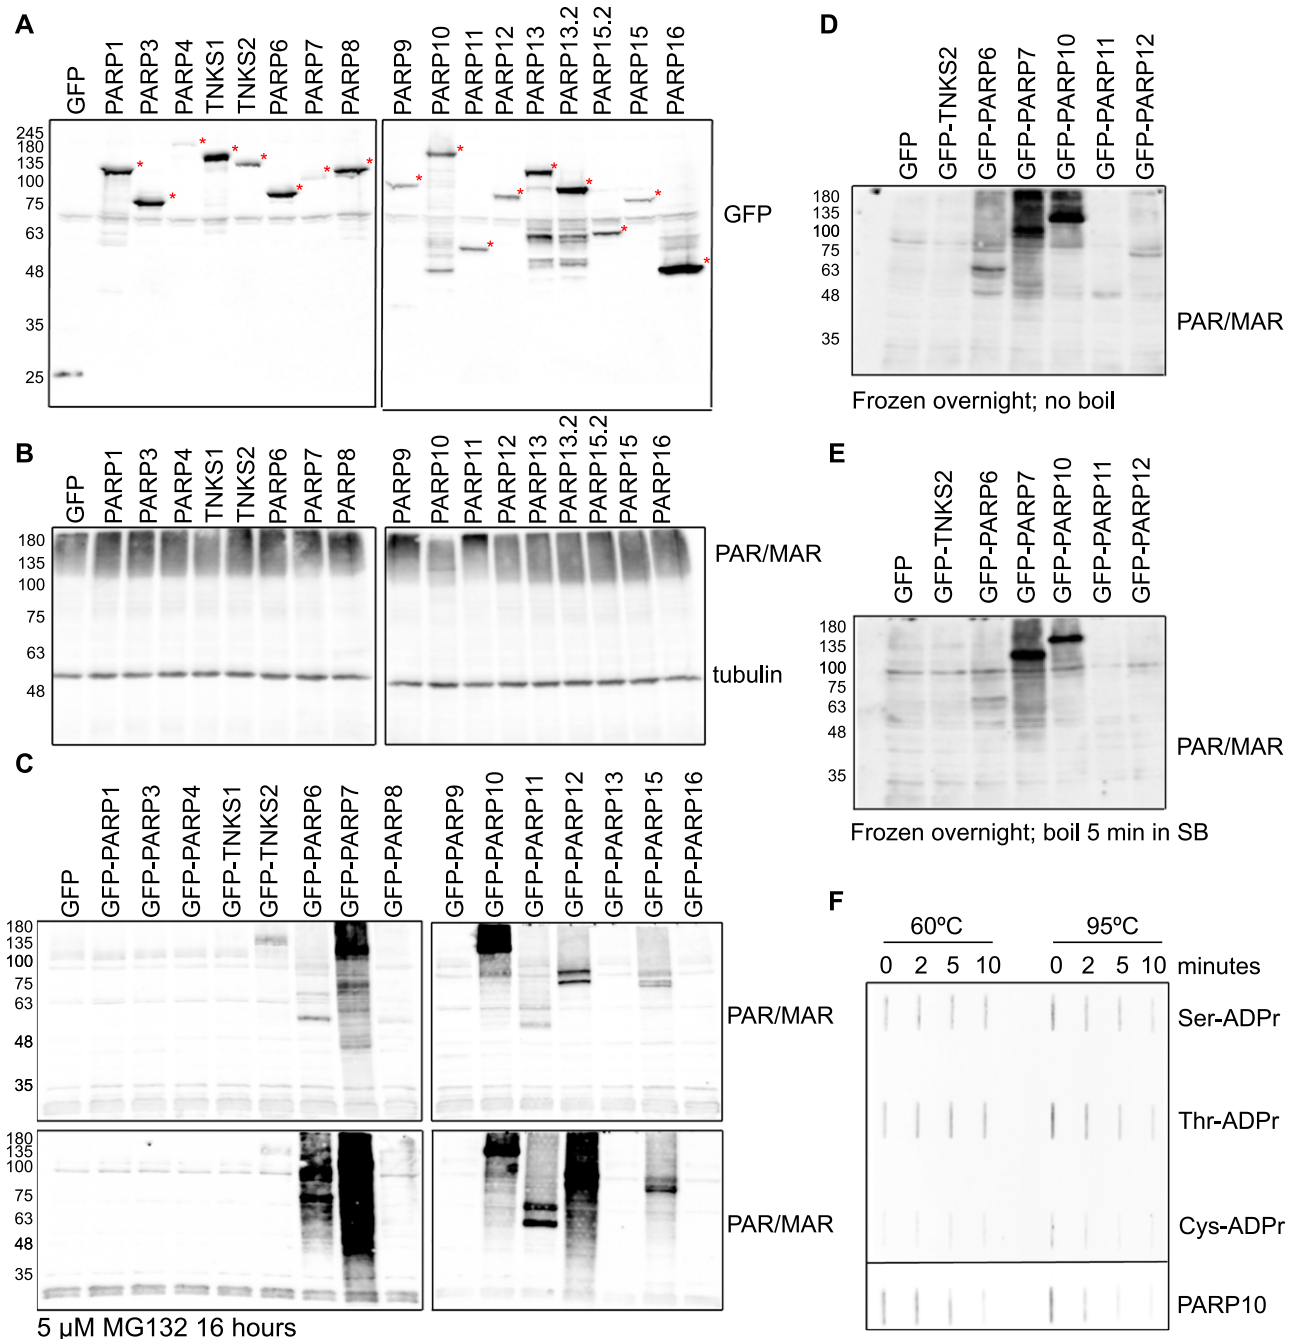 A
GFP PARP1 PARP3 PARP4 TNKS1 TNKS2 PARP6 PARP7 PARP8 PARP9 PARP10 PARP11 PARP12 PARP13 PARP13.2 PARP15.2 PARP15 PARP16
245
180
135
100
75
63
48
35
25
* * * * * * * * * * * * * * * * *
GFP
B
GFP PARP1 PARP3 PARP4 TNKS1 TNKS2 PARP6 PARP7 PARP8 PARP9 PARP10 PARP11 PARP12 PARP13 PARP13.2 PARP15.2 PARP15 PARP16
180
135
100
75
63
48
PAR/MAR
tubulin
C
GFP GFP-PARP1 GFP-PARP3 GFP-PARP4 GFP-TNKS1 GFP-TNKS2 GFP-PARP6 GFP-PARP7 GFP-PARP8 GFP-PARP9 GFP-PARP10 GFP-PARP11 GFP-PARP12 GFP-PARP13 GFP-PARP15 GFP-PARP16
180
135
100
75
63
48
35
PAR/MAR
180
135
100
75
63
48
35
PAR/MAR
5 µM MG132 16 hours
D
GFP GFP-TNKS2 GFP-PARP6 GFP-PARP7 GFP-PARP10 GFP-PARP11 GFP-PARP12
180
135
100
75
63
48
35
PAR/MAR
Frozen overnight; no boil
E
GFP GFP-TNKS2 GFP-PARP6 GFP-PARP7 GFP-PARP10 GFP-PARP11 GFP-PARP12
180
135
100
75
63
48
35
PAR/MAR
Frozen overnight; boil 5 min in SB
F
60ºC 95ºC
0 2 5 10 0 2 5 10 minutes
Ser-ADPr
Thr-ADPr
Cys-ADPr
PARP10